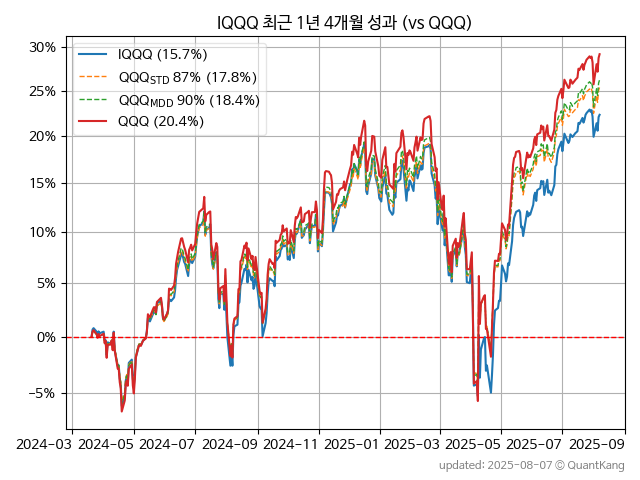 IQQQ 최근 1년 4개월 성과 (vs QQQ)
IQQQ (15.7%)
QQQSTD 87% (17.8%)
QQQMDD 90% (18.4%)
QQQ (20.4%)
30%
25%
20%
15%
10%
5%
0%
−5%
2024-03 2024-05 2024-07 2024-09 2024-11 2025-01 2025-03 2025-05 2025-07 2025-09
updated: 2025-08-07 © QuantKang